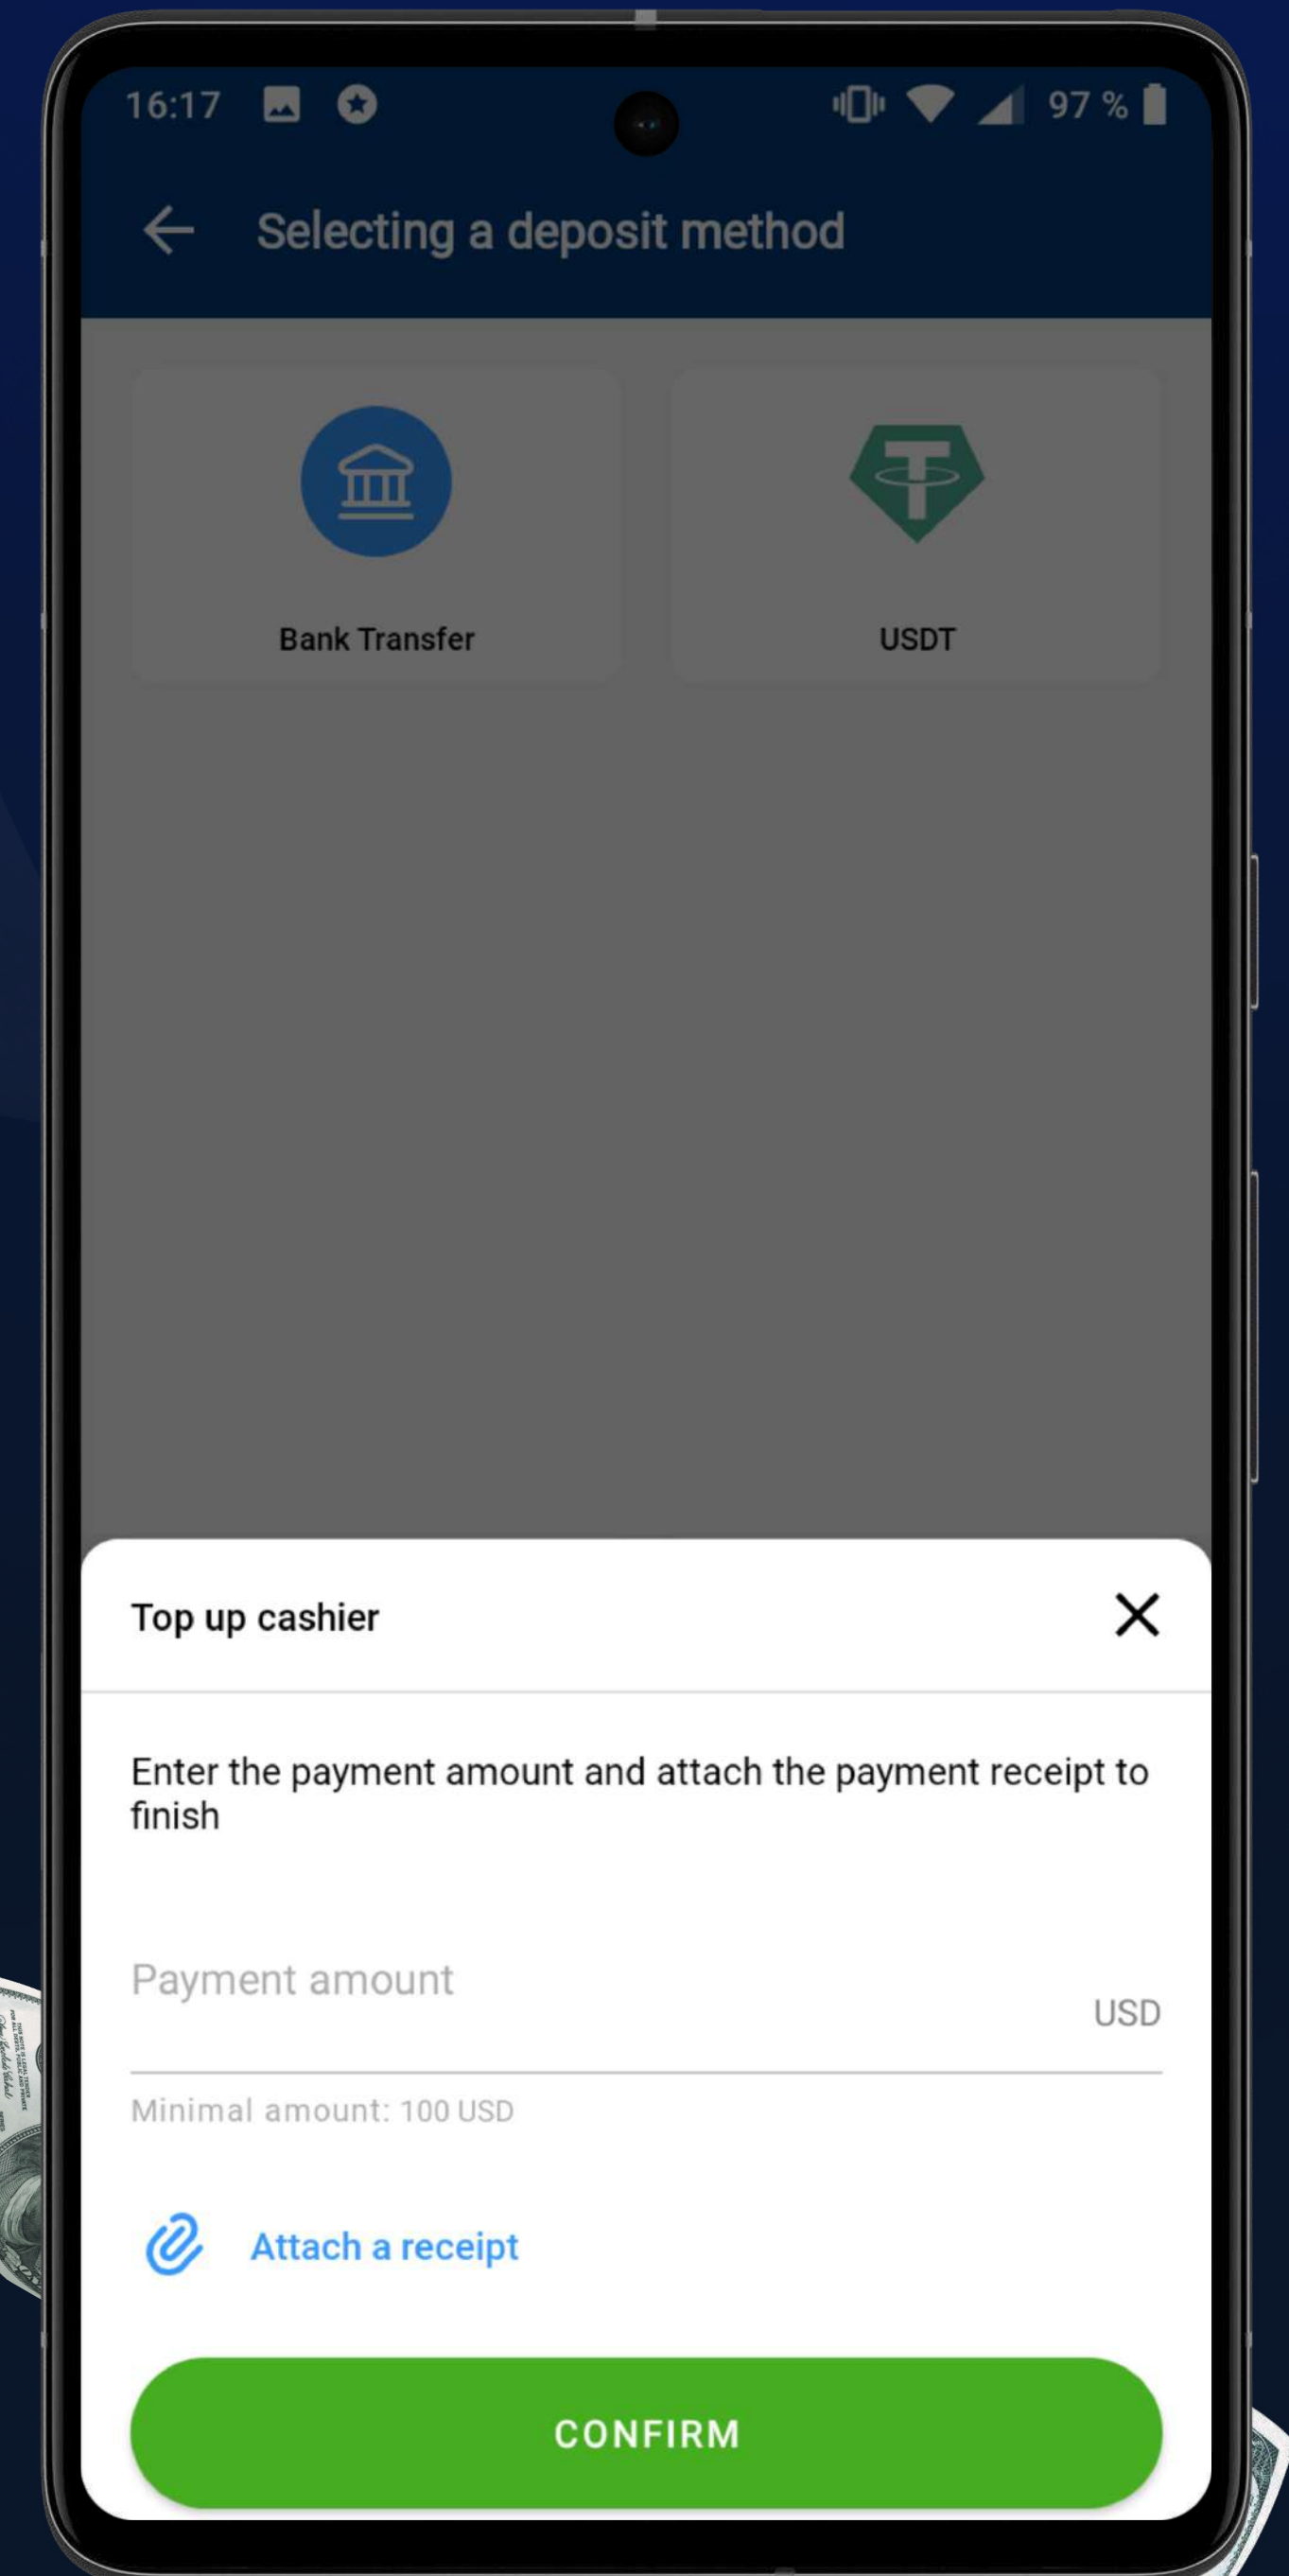 16:17
97 %
Selecting a deposit method
Bank Transfer
USDT
Top up cashier
Enter the payment amount and attach the payment receipt to
finish
Payment amount
USD
Minimal amount: 100 USD
Attach a receipt
CONFIRM